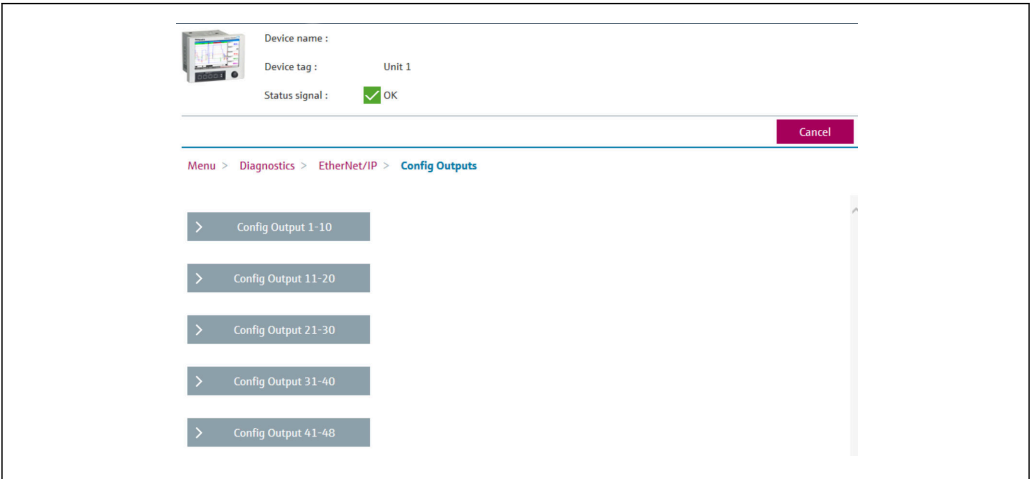 Device name :
Device tag : Unit 1
Status signal : OK
Cancel
Menu > Diagnostics > EtherNet/IP > Config Outputs
> Config Output 1-10
> Config Output 11-20
> Config Output 21-30
> Config Output 31-40
> Config Output 41-48